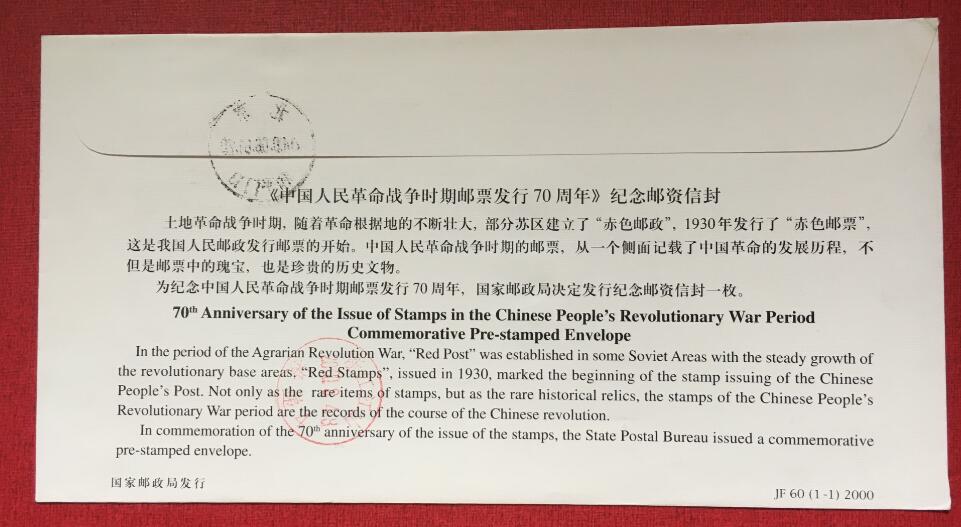 《中国人民革命战争时期邮票发行 70 周年》纪念邮资信封
土地革命战争时期，随着革命根据地的不断壮大，部分苏区建立了“赤色邮政”，1930年发行了“赤色邮票”，
这是我国人民邮政发行邮票的开始。中国人民革命战争时期的邮票，从一个侧面记载了中国革命的发展历程，不
但是邮票中的瑰宝，也是珍贵的历史文物。
为纪念中国人民革命战争时期邮票发行 70 周年，国家邮政局决定发行纪念邮资信封一枚。
70th Anniversary of the Issue of Stamps in the Chinese People’s Revolutionary War Period
Commemorative Pre-stamped Envelope
In the period of the Agrarian Revolution War, “Red Post” was established in some Soviet Areas with the steady growth of
the revolutionary base areas. “Red Stamps”, issued in 1930, marked the beginning of the stamp issuing of the Chinese
People’s Post. Not only as the rare items of stamps, but as the rare historical relics, the stamps of the Chinese People’s
Revolutionary War period are the records of the course of the Chinese revolution.
In commemoration of the 70th anniversary of the issue of the stamps, the State Postal Bureau issued a commemorative
pre-stamped envelope.
国家邮政局发行
JF 60 (1-1) 2000